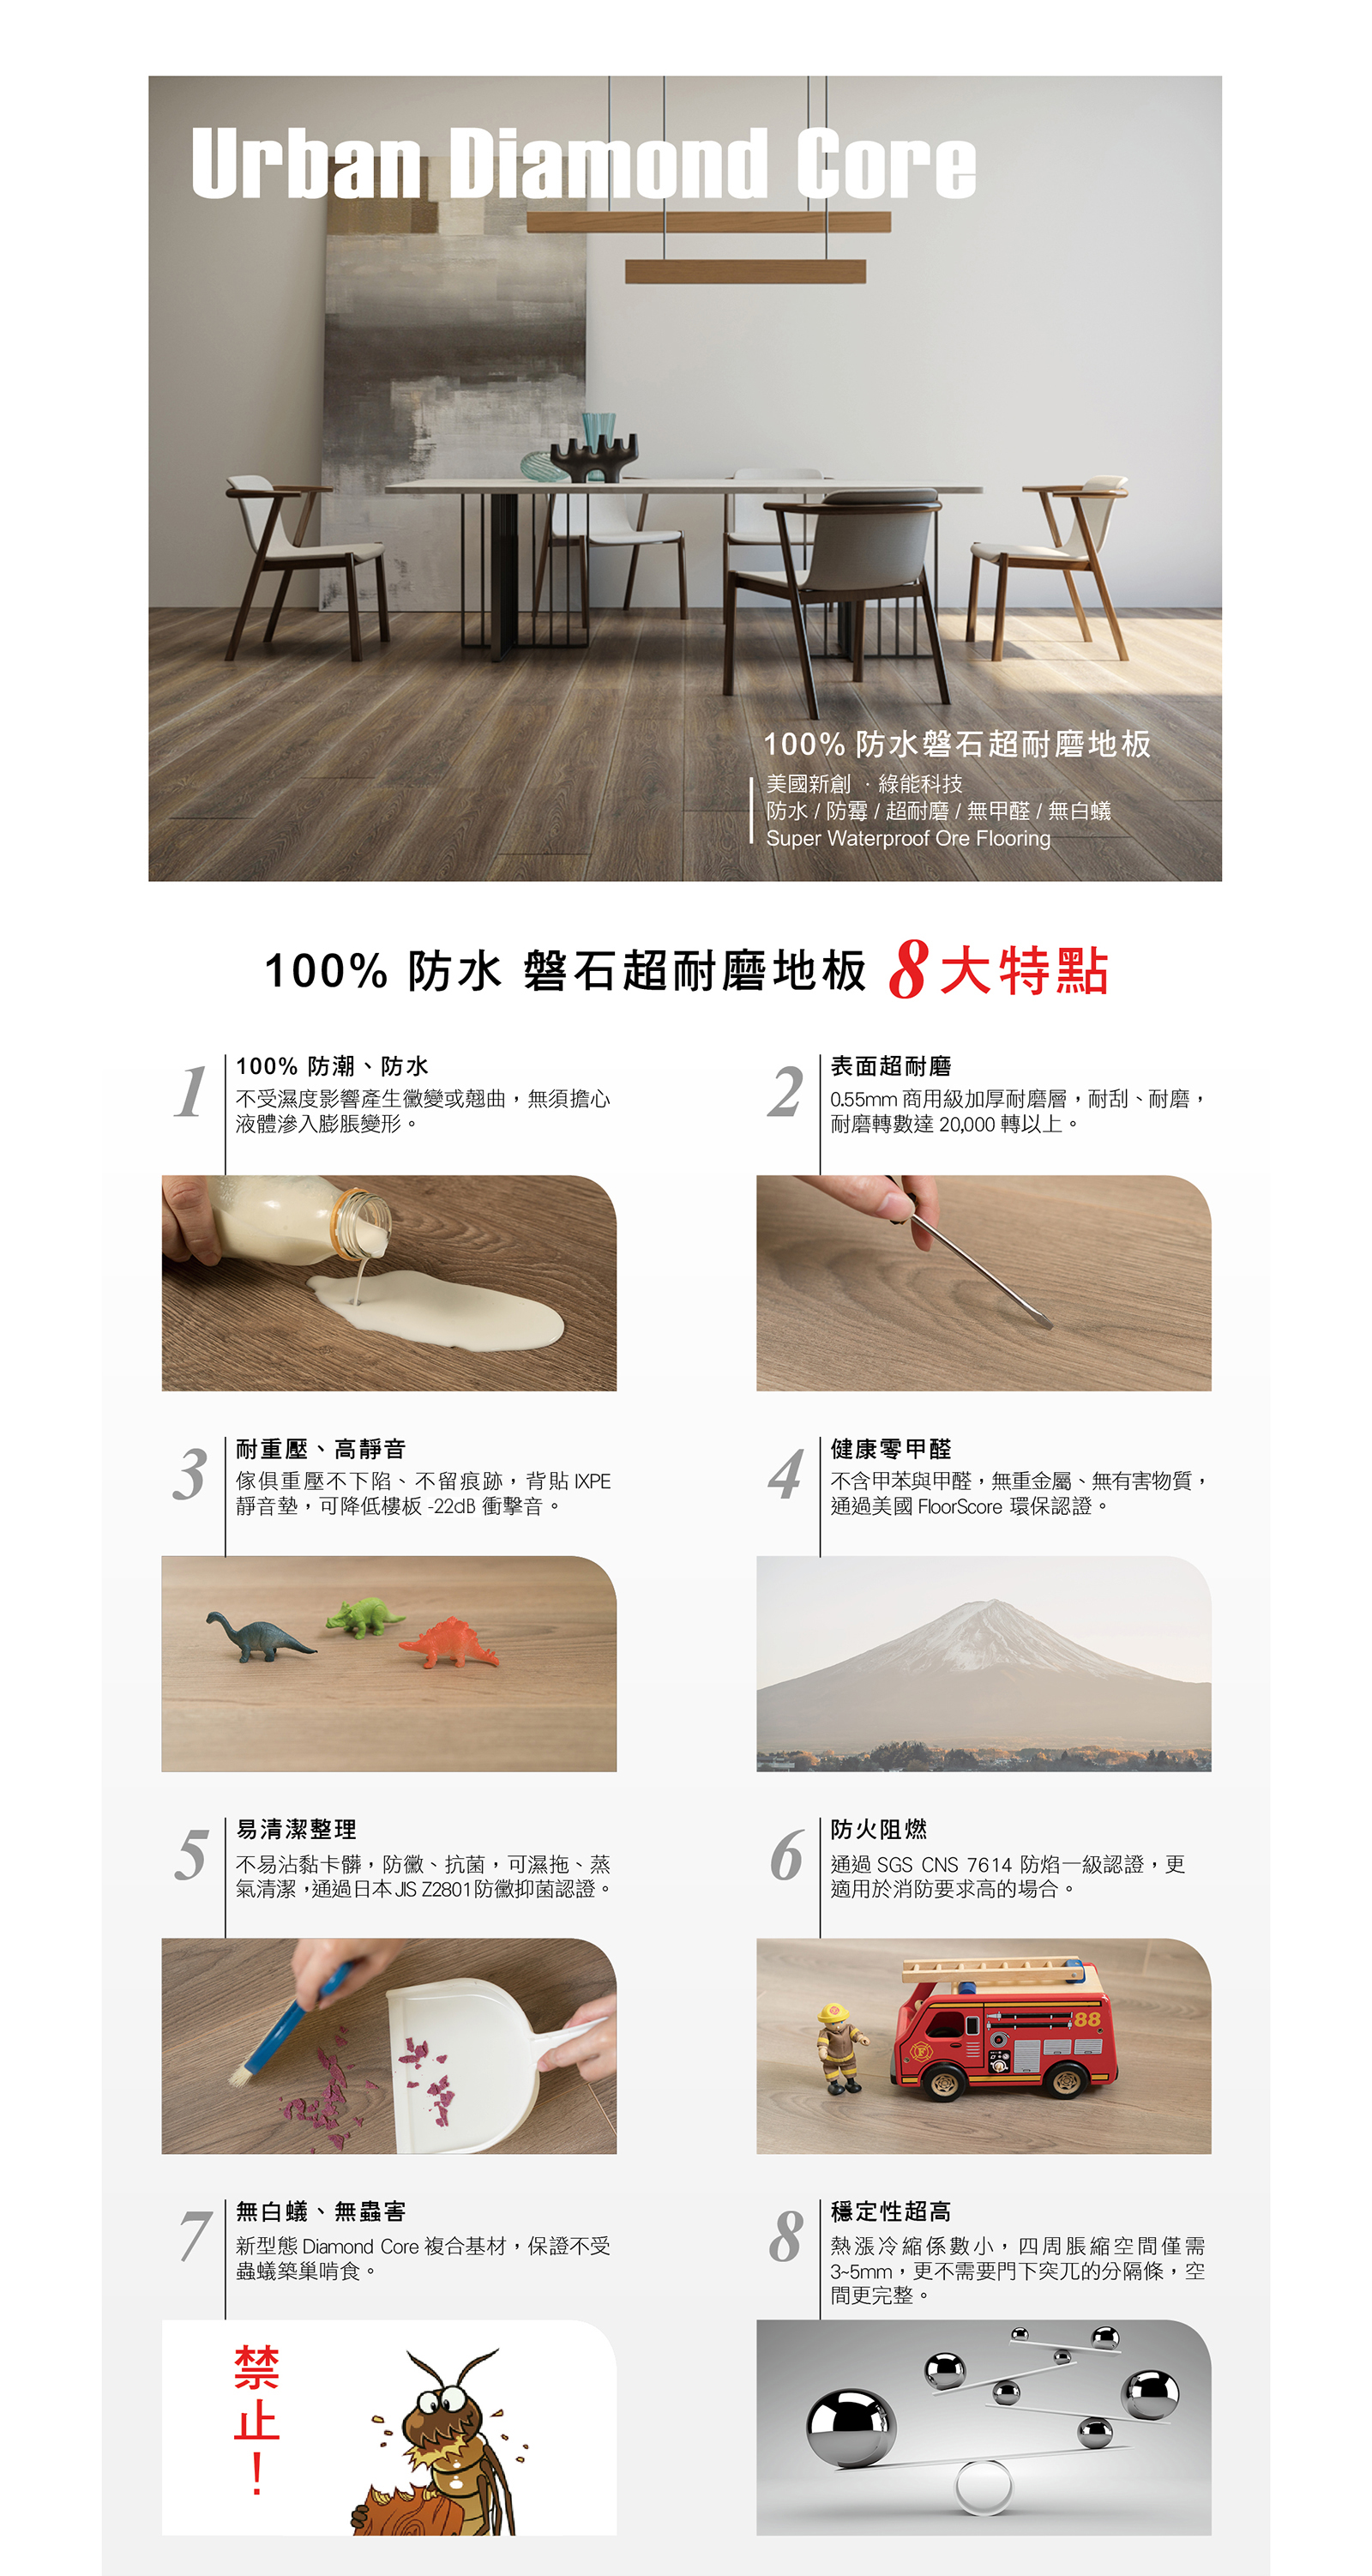 Urban Diamond Core
100% 防水磐石超耐磨地板
美國新創 · 綠能科技
防水 / 防霉 / 超耐磨 / 無甲醛 / 無白蟻
Super Waterproof Ore Flooring
100% 防水 磐石超耐磨地板 8大特點
1
100% 防潮、防水
不受濕度影響產生黴變或翹曲，無須擔心
液體滲入膨脹變形。
2
表面超耐磨
0.55mm 商用級加厚耐磨層，耐刮、耐磨，
耐磨轉數達 20,000 轉以上。
3
耐重壓、高靜音
傢俱重壓不下陷、不留痕跡，背貼 IXPE
靜音墊，可降低樓板 -22dB 衝擊音。
4
健康零甲醛
不含甲苯與甲醛，無重金屬、無有害物質，
通過美國 FloorScore 環保認證。
5
易清潔整理
不易沾黏卡髒，防黴、抗菌，可濕拖、蒸
氣清潔，通過日本 JIS Z2801 防黴抑菌認證。
6
防火阻燃
通過 SGS CNS 7614 防焰一級認證，更
適用於消防要求高的場合。
88
F
7
無白蟻、無蟲害
新型態 Diamond Core 複合基材，保證不受
蟲蟻築巢啃食。
禁止！
8
穩定性超高
熱漲冷縮係數小，四周脹縮空間僅需
3~5mm，更不需要門下突兀的分隔條，空
間更完整。